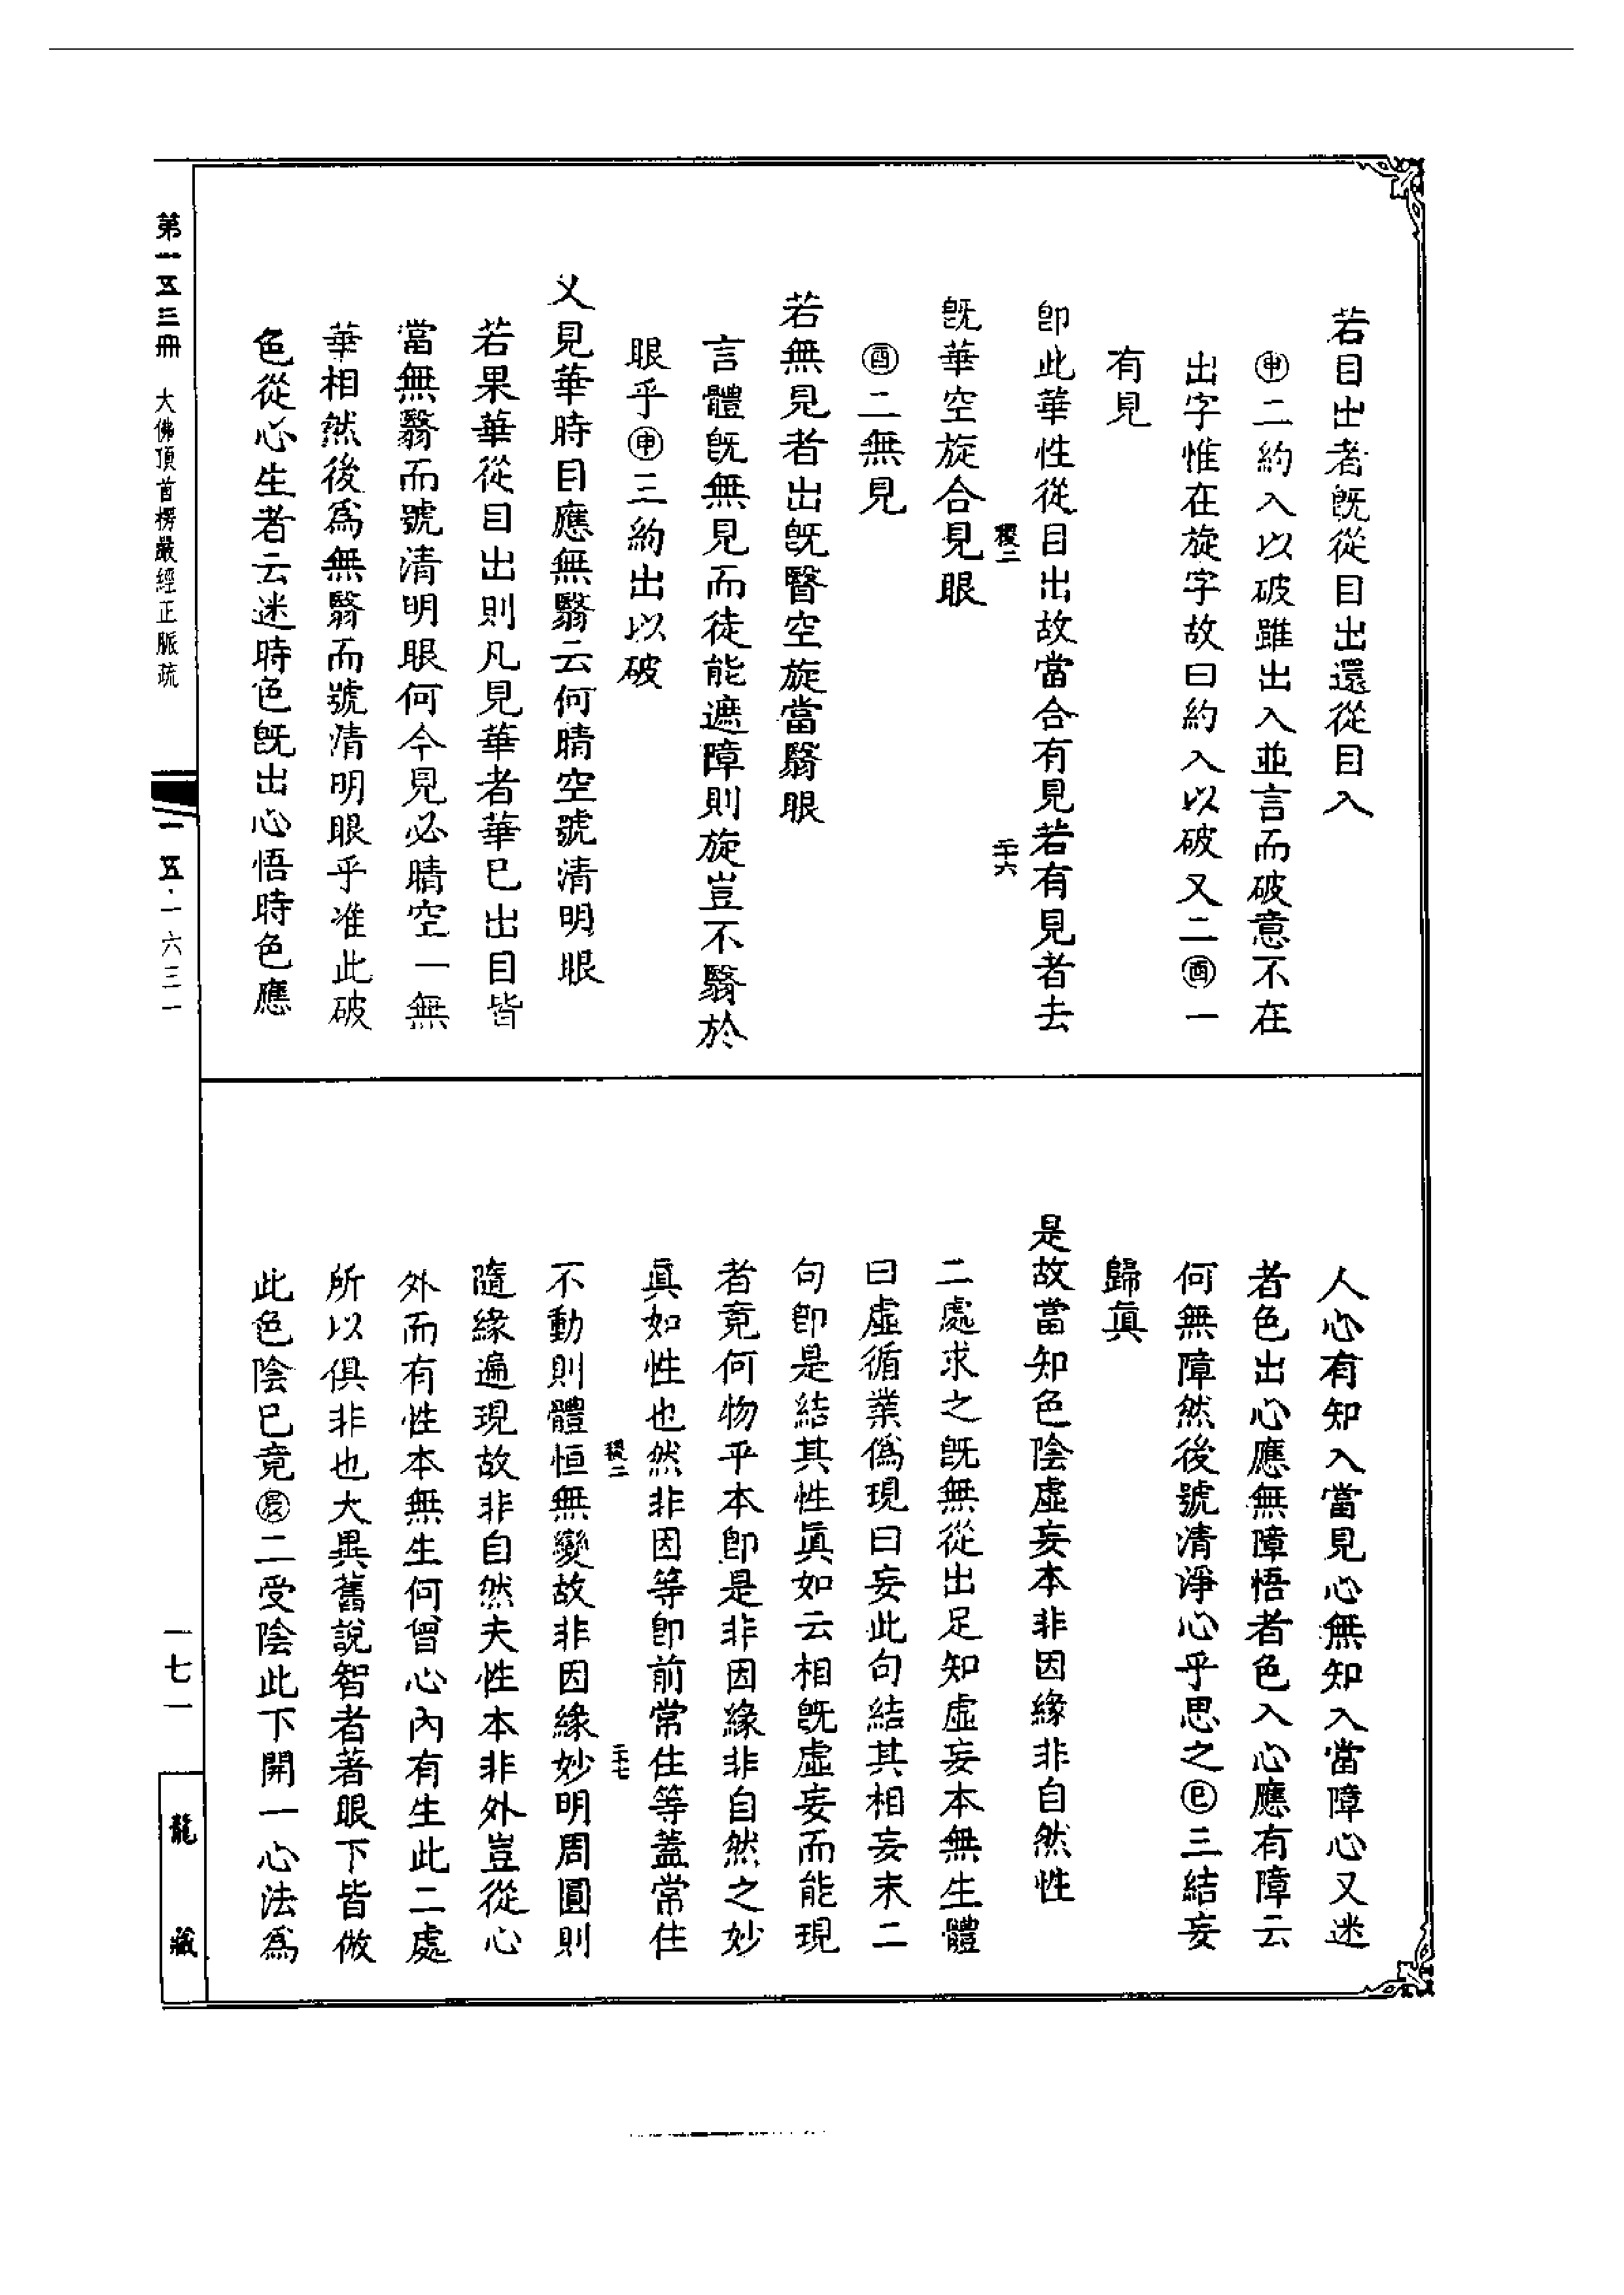 若目出者旣從目出還從目入
㊥二約入以破雖出入並言而破意不在
出字惟在旋字故曰約入以破又二㊒一
有見
卽此華性從目出故當合有見若有見者去
稷二
二十六
旣華空旋合見眼
酉二無見
若無見者出旣翳空旋當翳眼
言體旣無見而徒能遮障則旋豈不翳於
眼乎申三約出以破
又見華時目應無翳云何睛空號清明眼
若果華從目出則凡見華者華已出目皆
當無翳而號清明眼何今見必睛空一無
華相然後爲無翳而號清明眼乎准此破
色從心生者云迷時色旣出心悟時色應
人心有知入當見心無知入當障心又迷
者色出心應無障悟者色入心應有障云
何無障然後號清淨心乎思之巳三結妄
歸眞
是故當知色陰虛妄本非因緣非自然性
二處求之旣無從出足知虛妄本無生體
曰虛循業僞現曰妄此句結其相妄末二
句卽是結其性眞如云相旣虛妄而能現
者竟何物乎本卽是非因緣非自然之妙
眞如性也然非因等卽前常住等蓋常住
稷二
二十七
不動則體恒無變故非因緣妙明周圓則
隨緣遍現故非自然夫性本非外豈從心
外而有性本無生何曾心內有生此二處
所以俱非也大異舊說智者著眼下皆倣
此色陰已竟辰二受陰此下開一心法爲
第一五三冊 大佛頂首楞嚴經正脈疏
一五·一六三一
一七一
龍藏